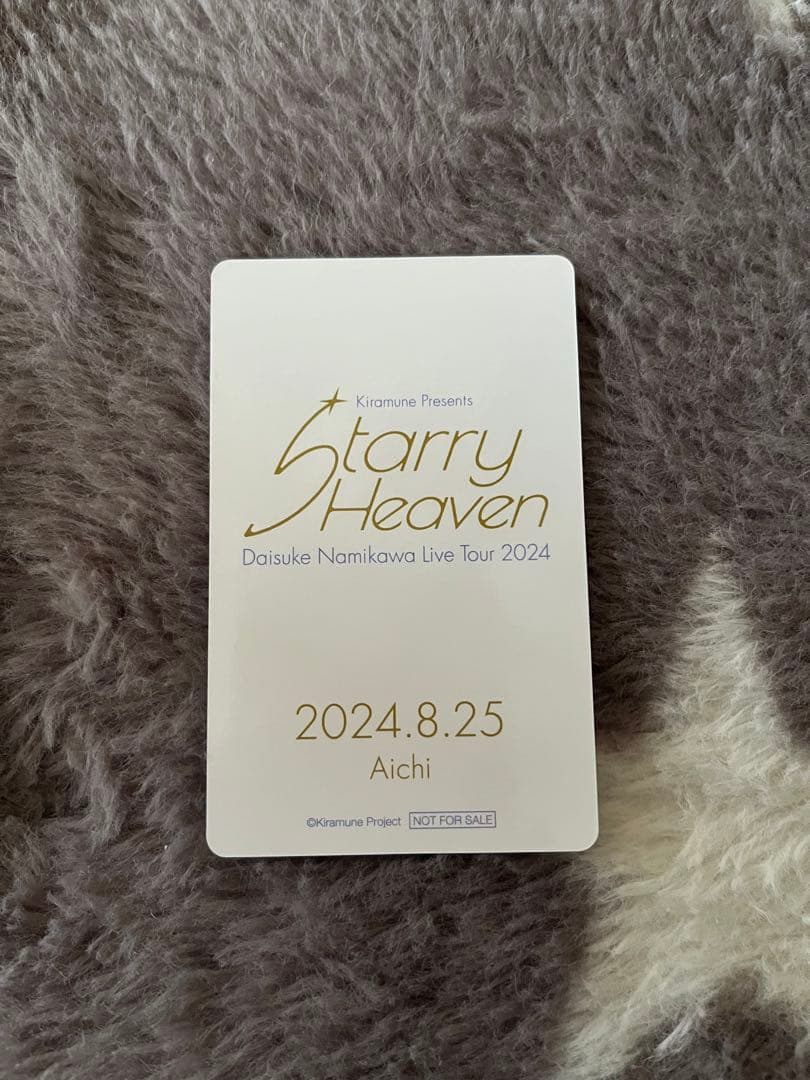 Kiramune Presents
Starry
Heaven
Daisuke Namikawa Live Tour 2024
2024.8.25
Aichi
©Kiramune Project NOT FOR SALE